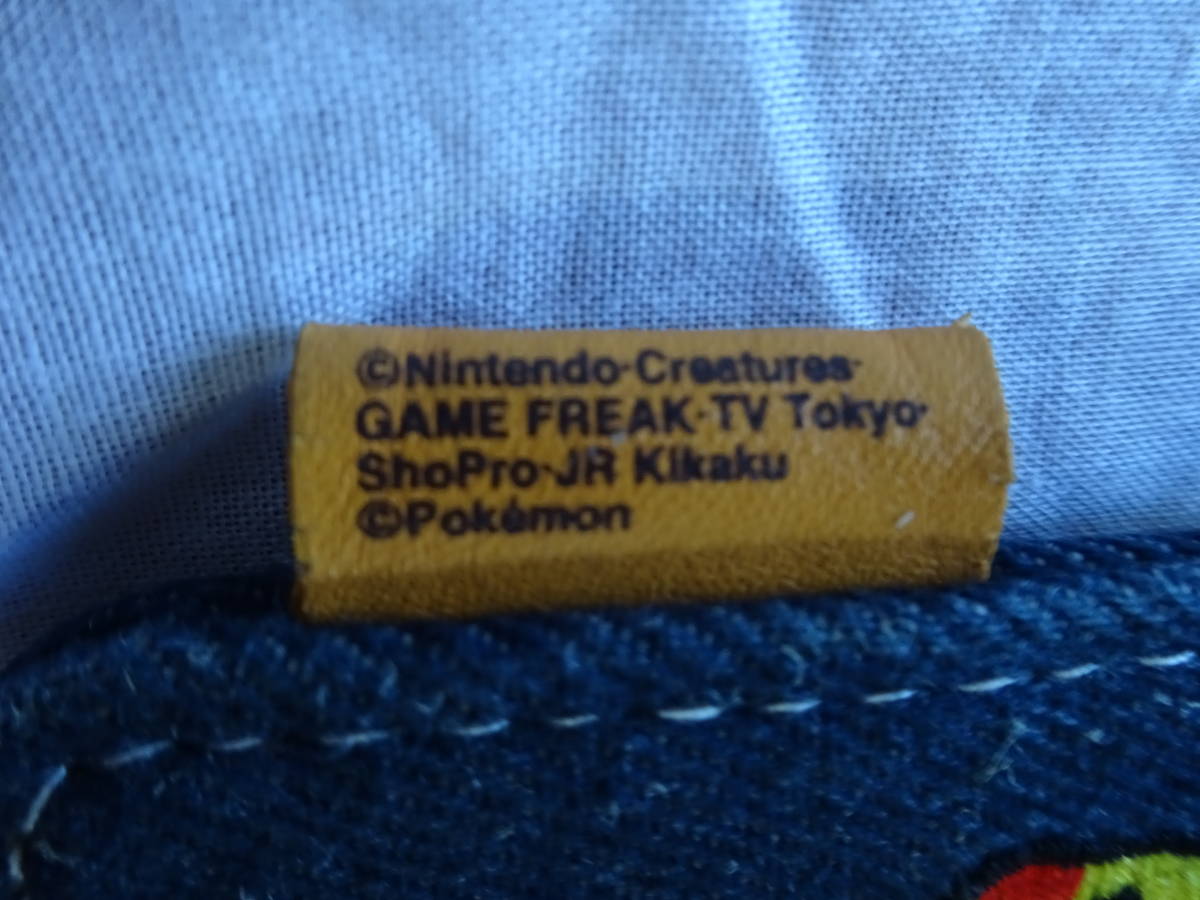 ©Nintendo·Creatures·
GAME FREAK·TV Tokyo·
ShoPro·JR Kikaku
©Pokémon